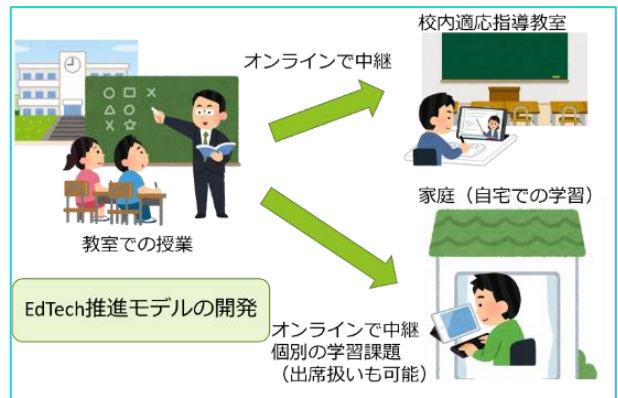 オンラインで中継
校内適応指導教室
教室での授業
家庭（自宅での学習）
EdTech推進モデルの開発
オンラインで中継
個別の学習課題
（出席扱いも可能）